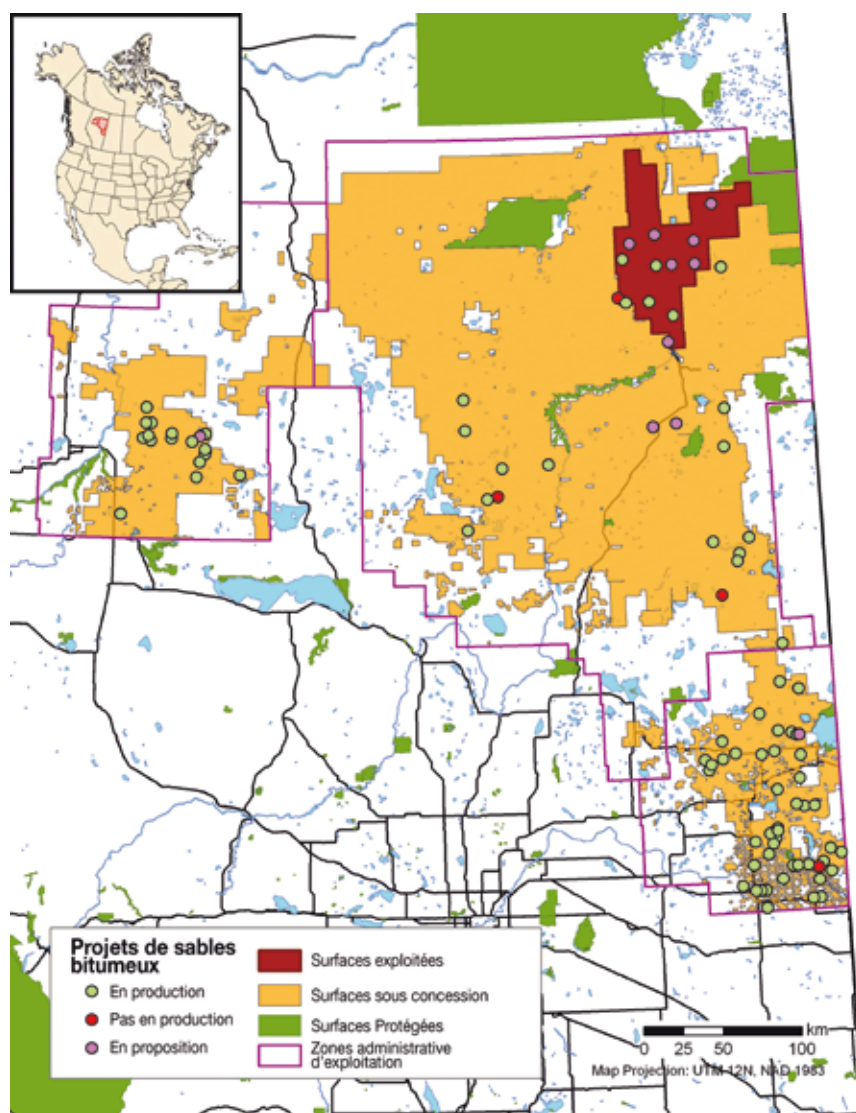 Projets de sables
bitumeux
En production
Pas en production
En proposition
Surfaces exploitées
Surfaces sous concession
Surfaces Protégées
Zones administrative
d'exploitation
km
0 25 50 100
Map Projection: UTM 12N, NAD 1983